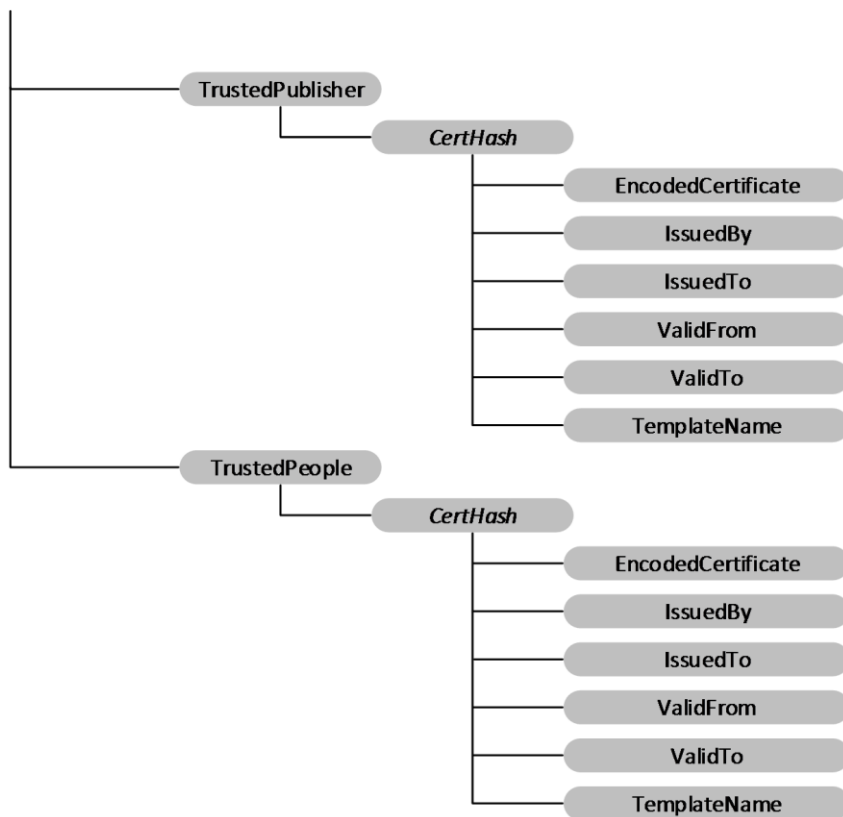 TrustedPublisher
CertHash
EncodedCertificate
IssuedBy
IssuedTo
ValidFrom
ValidTo
TemplateName
TrustedPeople
CertHash
EncodedCertificate
IssuedBy
IssuedTo
ValidFrom
ValidTo
TemplateName